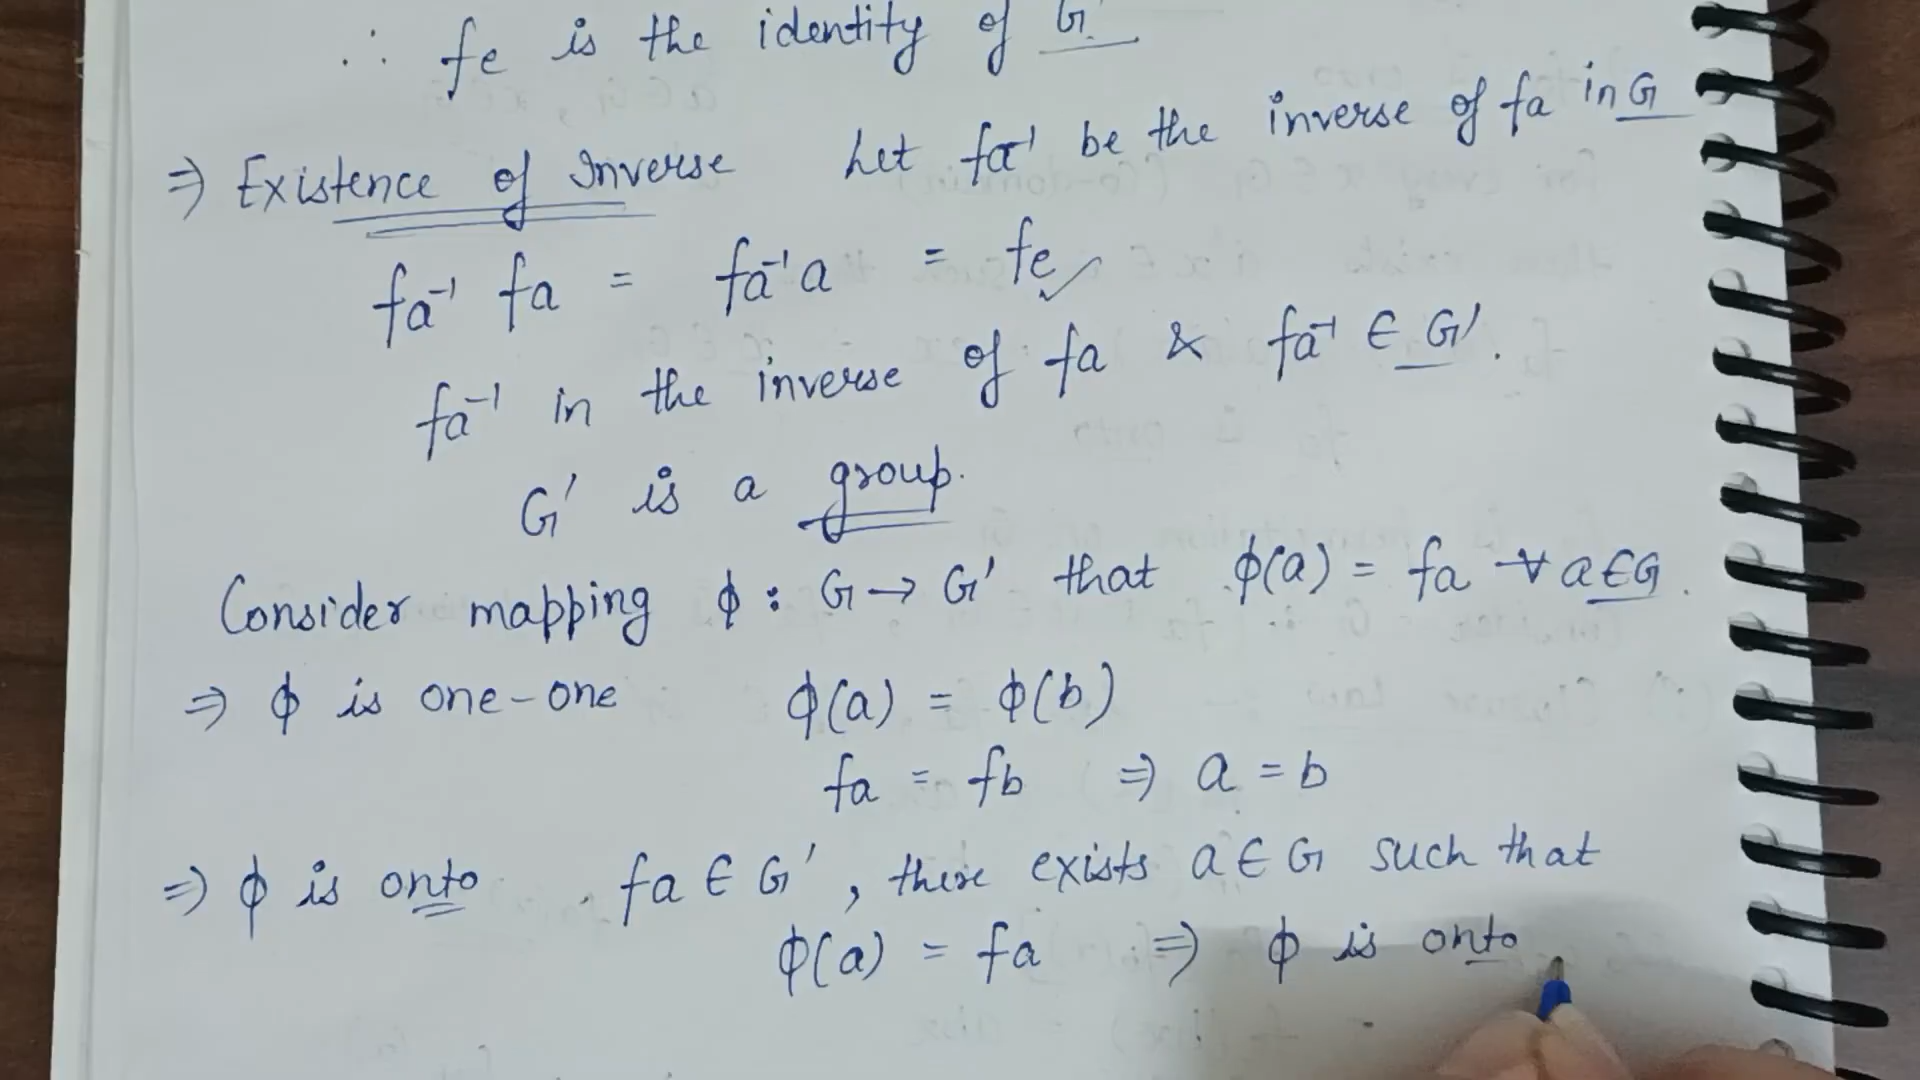 ∴ fe is the identity of G'
⇒ Existence of Inverse Let fa⁻¹ be the inverse of fa in G
fa⁻¹ fa = fa⁻¹a = fe
fa⁻¹ in the inverse of fa & fa⁻¹ ∈ G'.
G' is a group.
Consider mapping ϕ : G → G' that ϕ(a) = fa ∀ a∈G.
⇒ ϕ is one-one ϕ(a) = ϕ(b)
fa = fb ⇒ a = b
⇒ ϕ is onto . fa ∈ G', there exists a ∈ G such that
ϕ(a) = fa ⇒ ϕ is onto